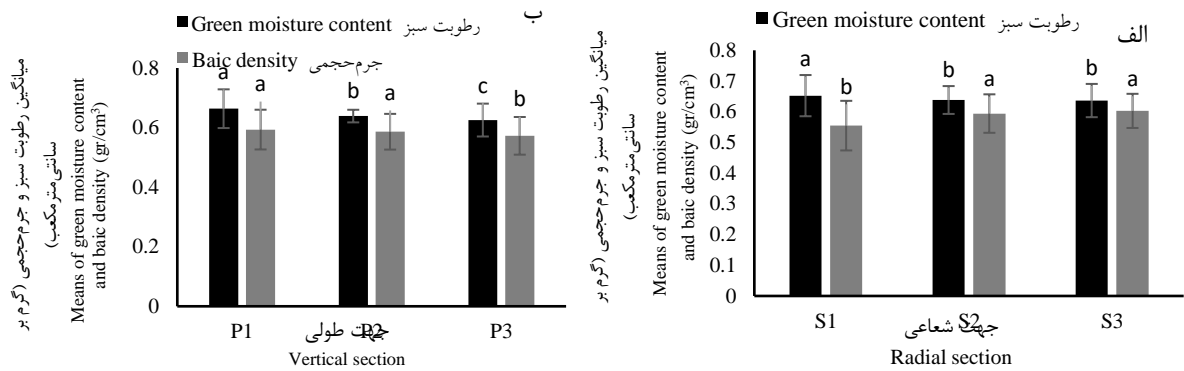 ب
Green moisture content رطوبت سبز
Baic density جرم‌حجمی
میانگین رطوبت سبز و جرم‌حجمی (گرم بر
سانتی‌مترمکعب)
Means of green moisture content
and baic density (gr/cm³)
0.8
0.6
0.4
0.2
0
a a b a c b
P1 P2 P3
جهت طولی
Vertical section
الف
Green moisture content رطوبت سبز
میانگین رطوبت سبز و جرم‌حجمی (گرم بر
سانتی‌مترمکعب)
Means of green moisture content
and baic density (gr/cm³)
0.8
0.7
0.6
0.5
0.4
0.3
0.2
0.1
0
a b b a b a
S1 S2 S3
جهت شعاعی
Radial section